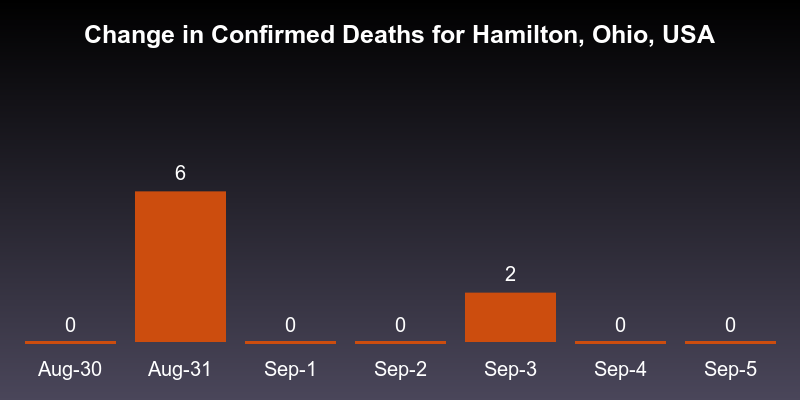 Change in Confirmed Deaths for Hamilton, Ohio, USA
0 6 0 0 2 0 0
Aug-30 Aug-31 Sep-1 Sep-2 Sep-3 Sep-4 Sep-5